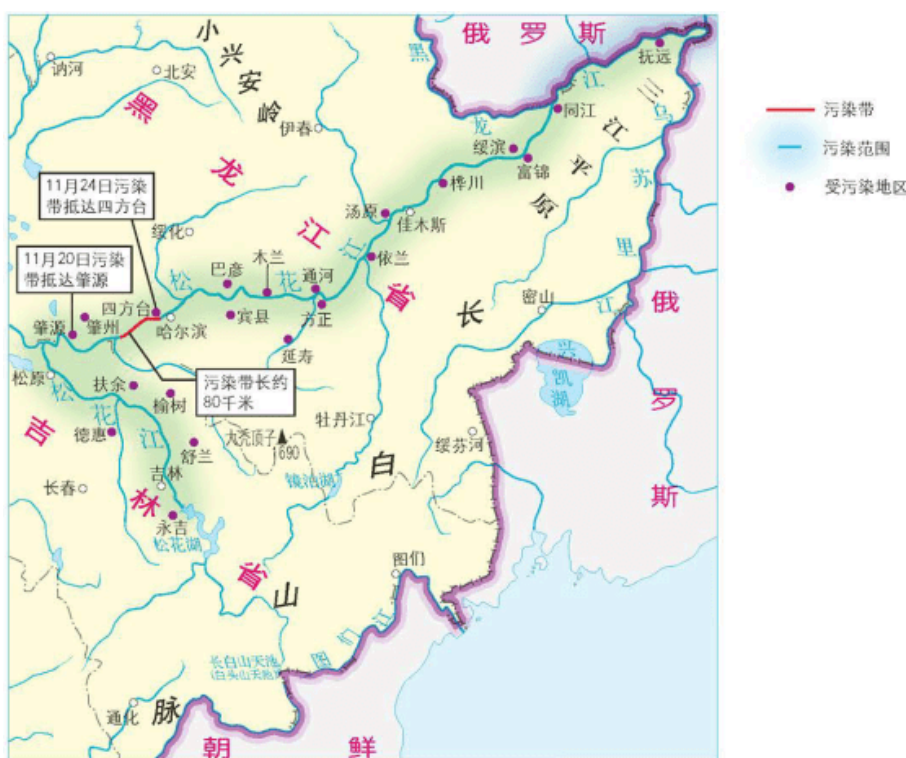 俄罗斯
小兴安岭
讷河
北安
黑
抚远
江
三江平原
同江
乌
伊春
龙
绥滨
富锦
苏
黑龙江省
11月24日污染
带抵达四方台
桦川
里
汤原
佳木斯
绥化
江
依兰
11月20日污染
带抵达肇源
松
巴彦
木兰
花
通河
密山
江
俄罗斯
四方台
肇源
肇州
哈尔滨
宾县
方正
延寿
长白山脉
兴凯湖
松原
扶余
污染带长约
80千米
榆树
松花江
牡丹江
绥芬河
吉林省
德惠
舒兰
大秃顶子
1690
长春
吉林
镜泊湖
永吉
松花湖
图们
图们江
长白山天池
(白头山天池)
通化
朝鲜
污染带
污染范围
受污染地区